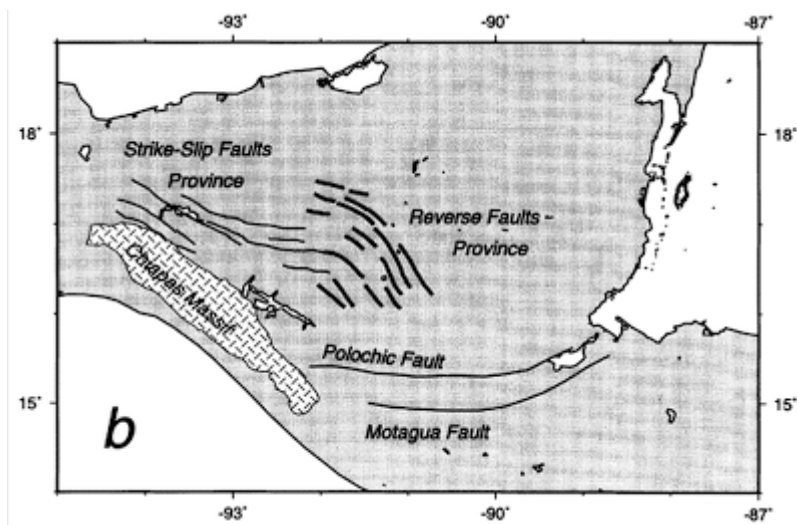 -93˚ -90˚ -87˚
18˚ 18˚
Strike-Slip Faults
Province
Reverse Faults-
Province
Chiapas Massif
Polochic Fault
15˚ 15˚
Motagua Fault
b
-93 -90 -87